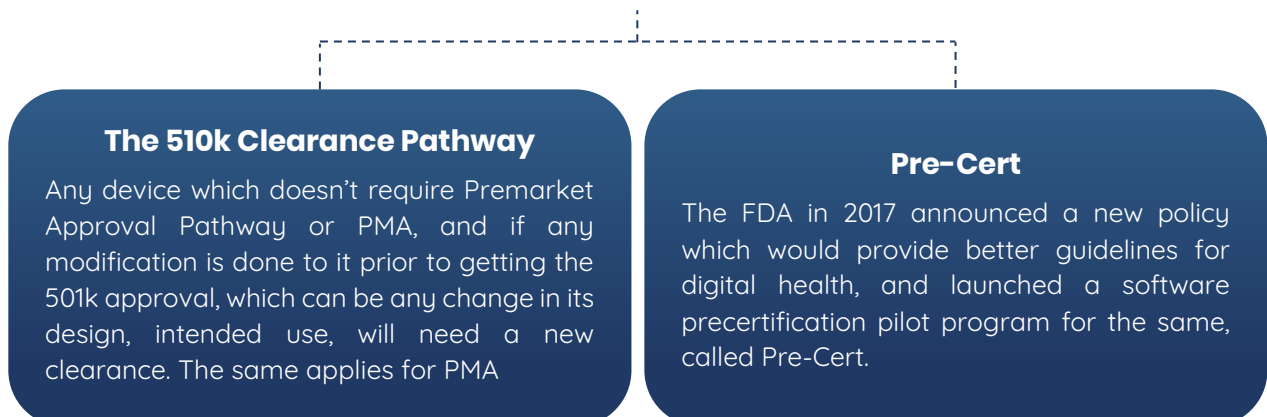 The 510k Clearance Pathway
Any device which doesn’t require Premarket
Approval Pathway or PMA, and if any
modification is done to it prior to getting the
501k approval, which can be any change in its
design, intended use, will need a new
clearance. The same applies for PMA
Pre-Cert
The FDA in 2017 announced a new policy
which would provide better guidelines for
digital health, and launched a software
precertification pilot program for the same,
called Pre-Cert.